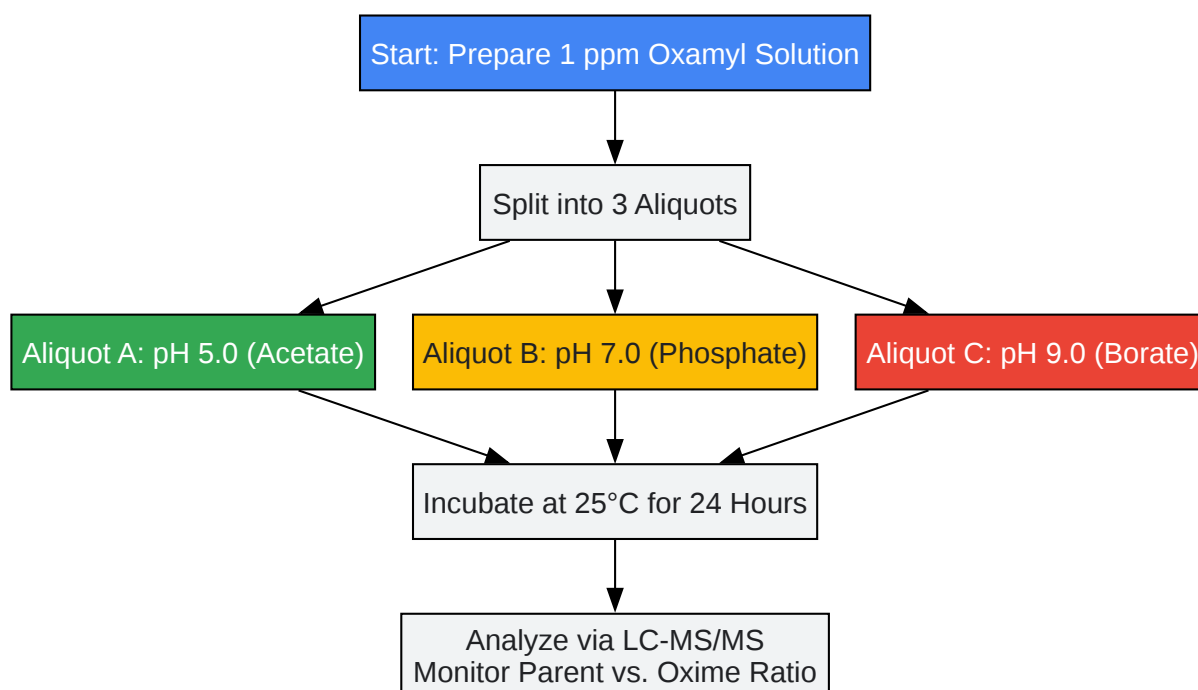 Start: Prepare 1 ppm Oxamyl Solution
Split into 3 Aliquots
Aliquot A: pH 5.0 (Acetate)
Aliquot B: pH 7.0 (Phosphate)
Aliquot C: pH 9.0 (Borate)
Incubate at 25°C for 24 Hours
Analyze via LC-MS/MS
Monitor Parent vs. Oxime Ratio